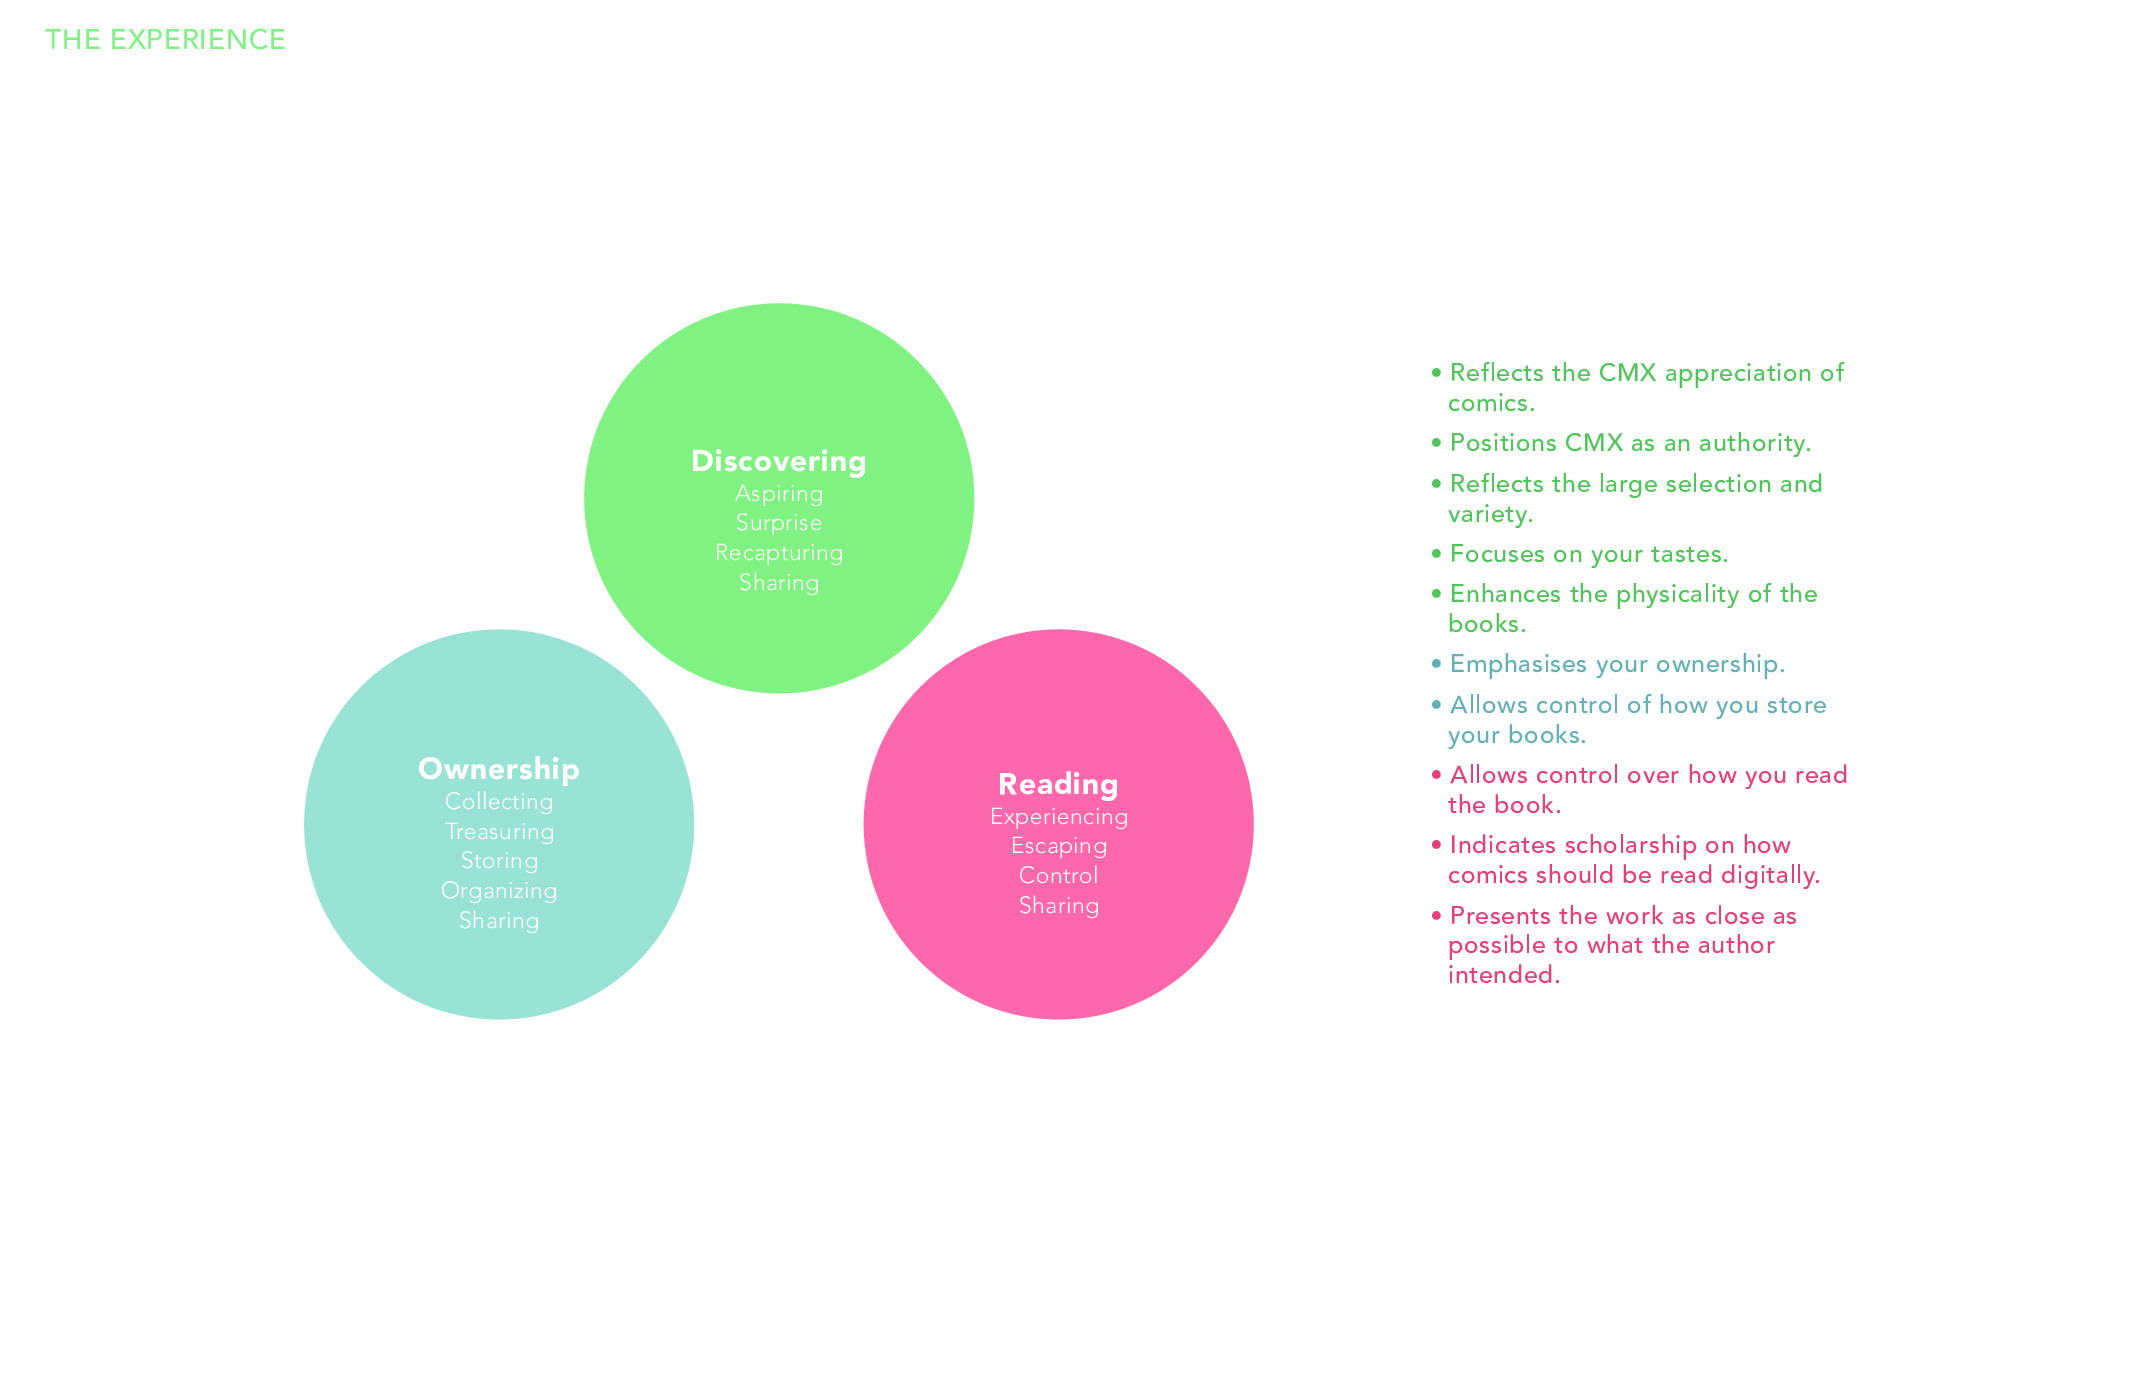 THE EXPERIENCE
Discovering
Aspiring
Surprise
Recapturing
Sharing
Ownership
Collecting
Treasuring
Storing
Organizing
Sharing
Reading
Experiencing
Escaping
Control
Sharing
• Reflects the CMX appreciation of
comics.
• Positions CMX as an authority.
• Reflects the large selection and
variety.
• Focuses on your tastes.
• Enhances the physicality of the
books.
• Emphasises your ownership.
• Allows control of how you store
your books.
• Allows control over how you read
the book.
• Indicates scholarship on how
comics should be read digitally.
• Presents the work as close as
possible to what the author
intended.